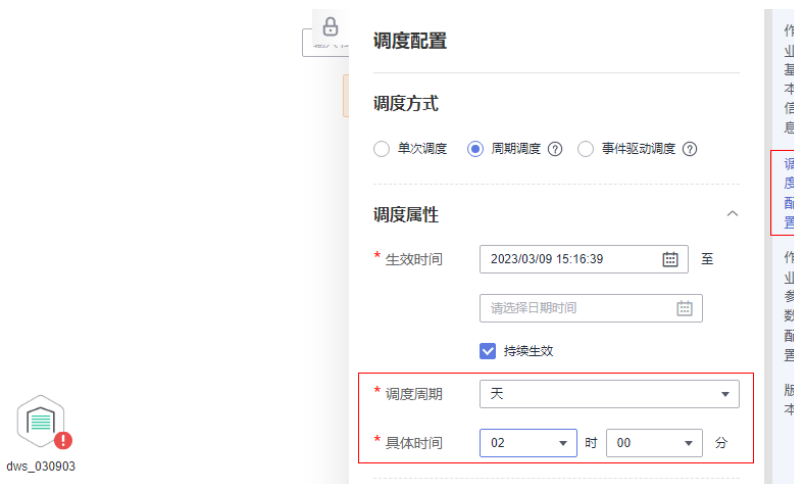 调度配置
调度方式
单次调度 周期调度 事件驱动调度
调度属性
* 生效时间 2023/03/09 15:16:39 至
请选择日期时间
持续生效
* 调度周期 天
* 具体时间 02 时 00 分
dws_030903
作业基本信息
调度配置
作业参数配置
版本